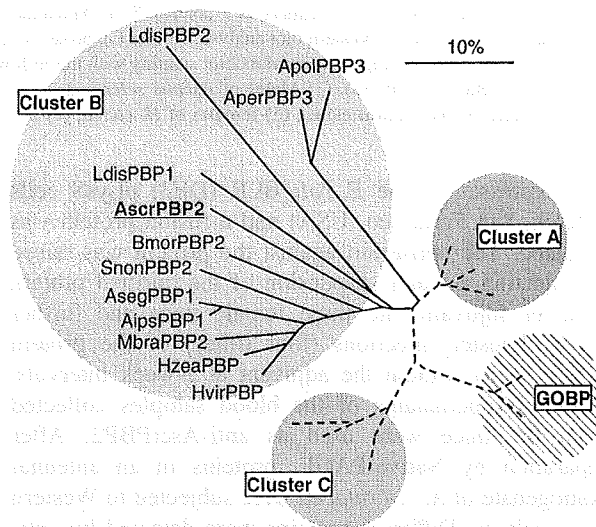 LdisPBP2
10%
ApolPBP3
Cluster B
AperPBP3
LdisPBP1
AscrPBP2
Cluster A
BmorPBP2
SnonPBP2
AsegPBP1
AipsPBP1
MbraPBP2
HzeaPBP
GOBP
HvirPBP
Cluster C